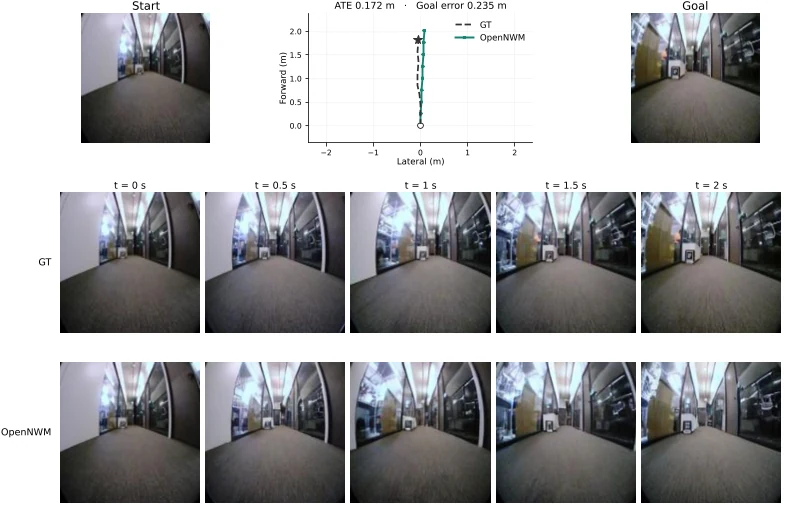 Start
ATE 0.172 m · Goal error 0.235 m
Goal
GT
OpenNWM
Forward (m)
2.0
1.5
1.0
0.5
0.0
−2
−1
0
1
2
Lateral (m)
t = 0 s
t = 0.5 s
t = 1 s
t = 1.5 s
t = 2 s
GT
OpenNWM